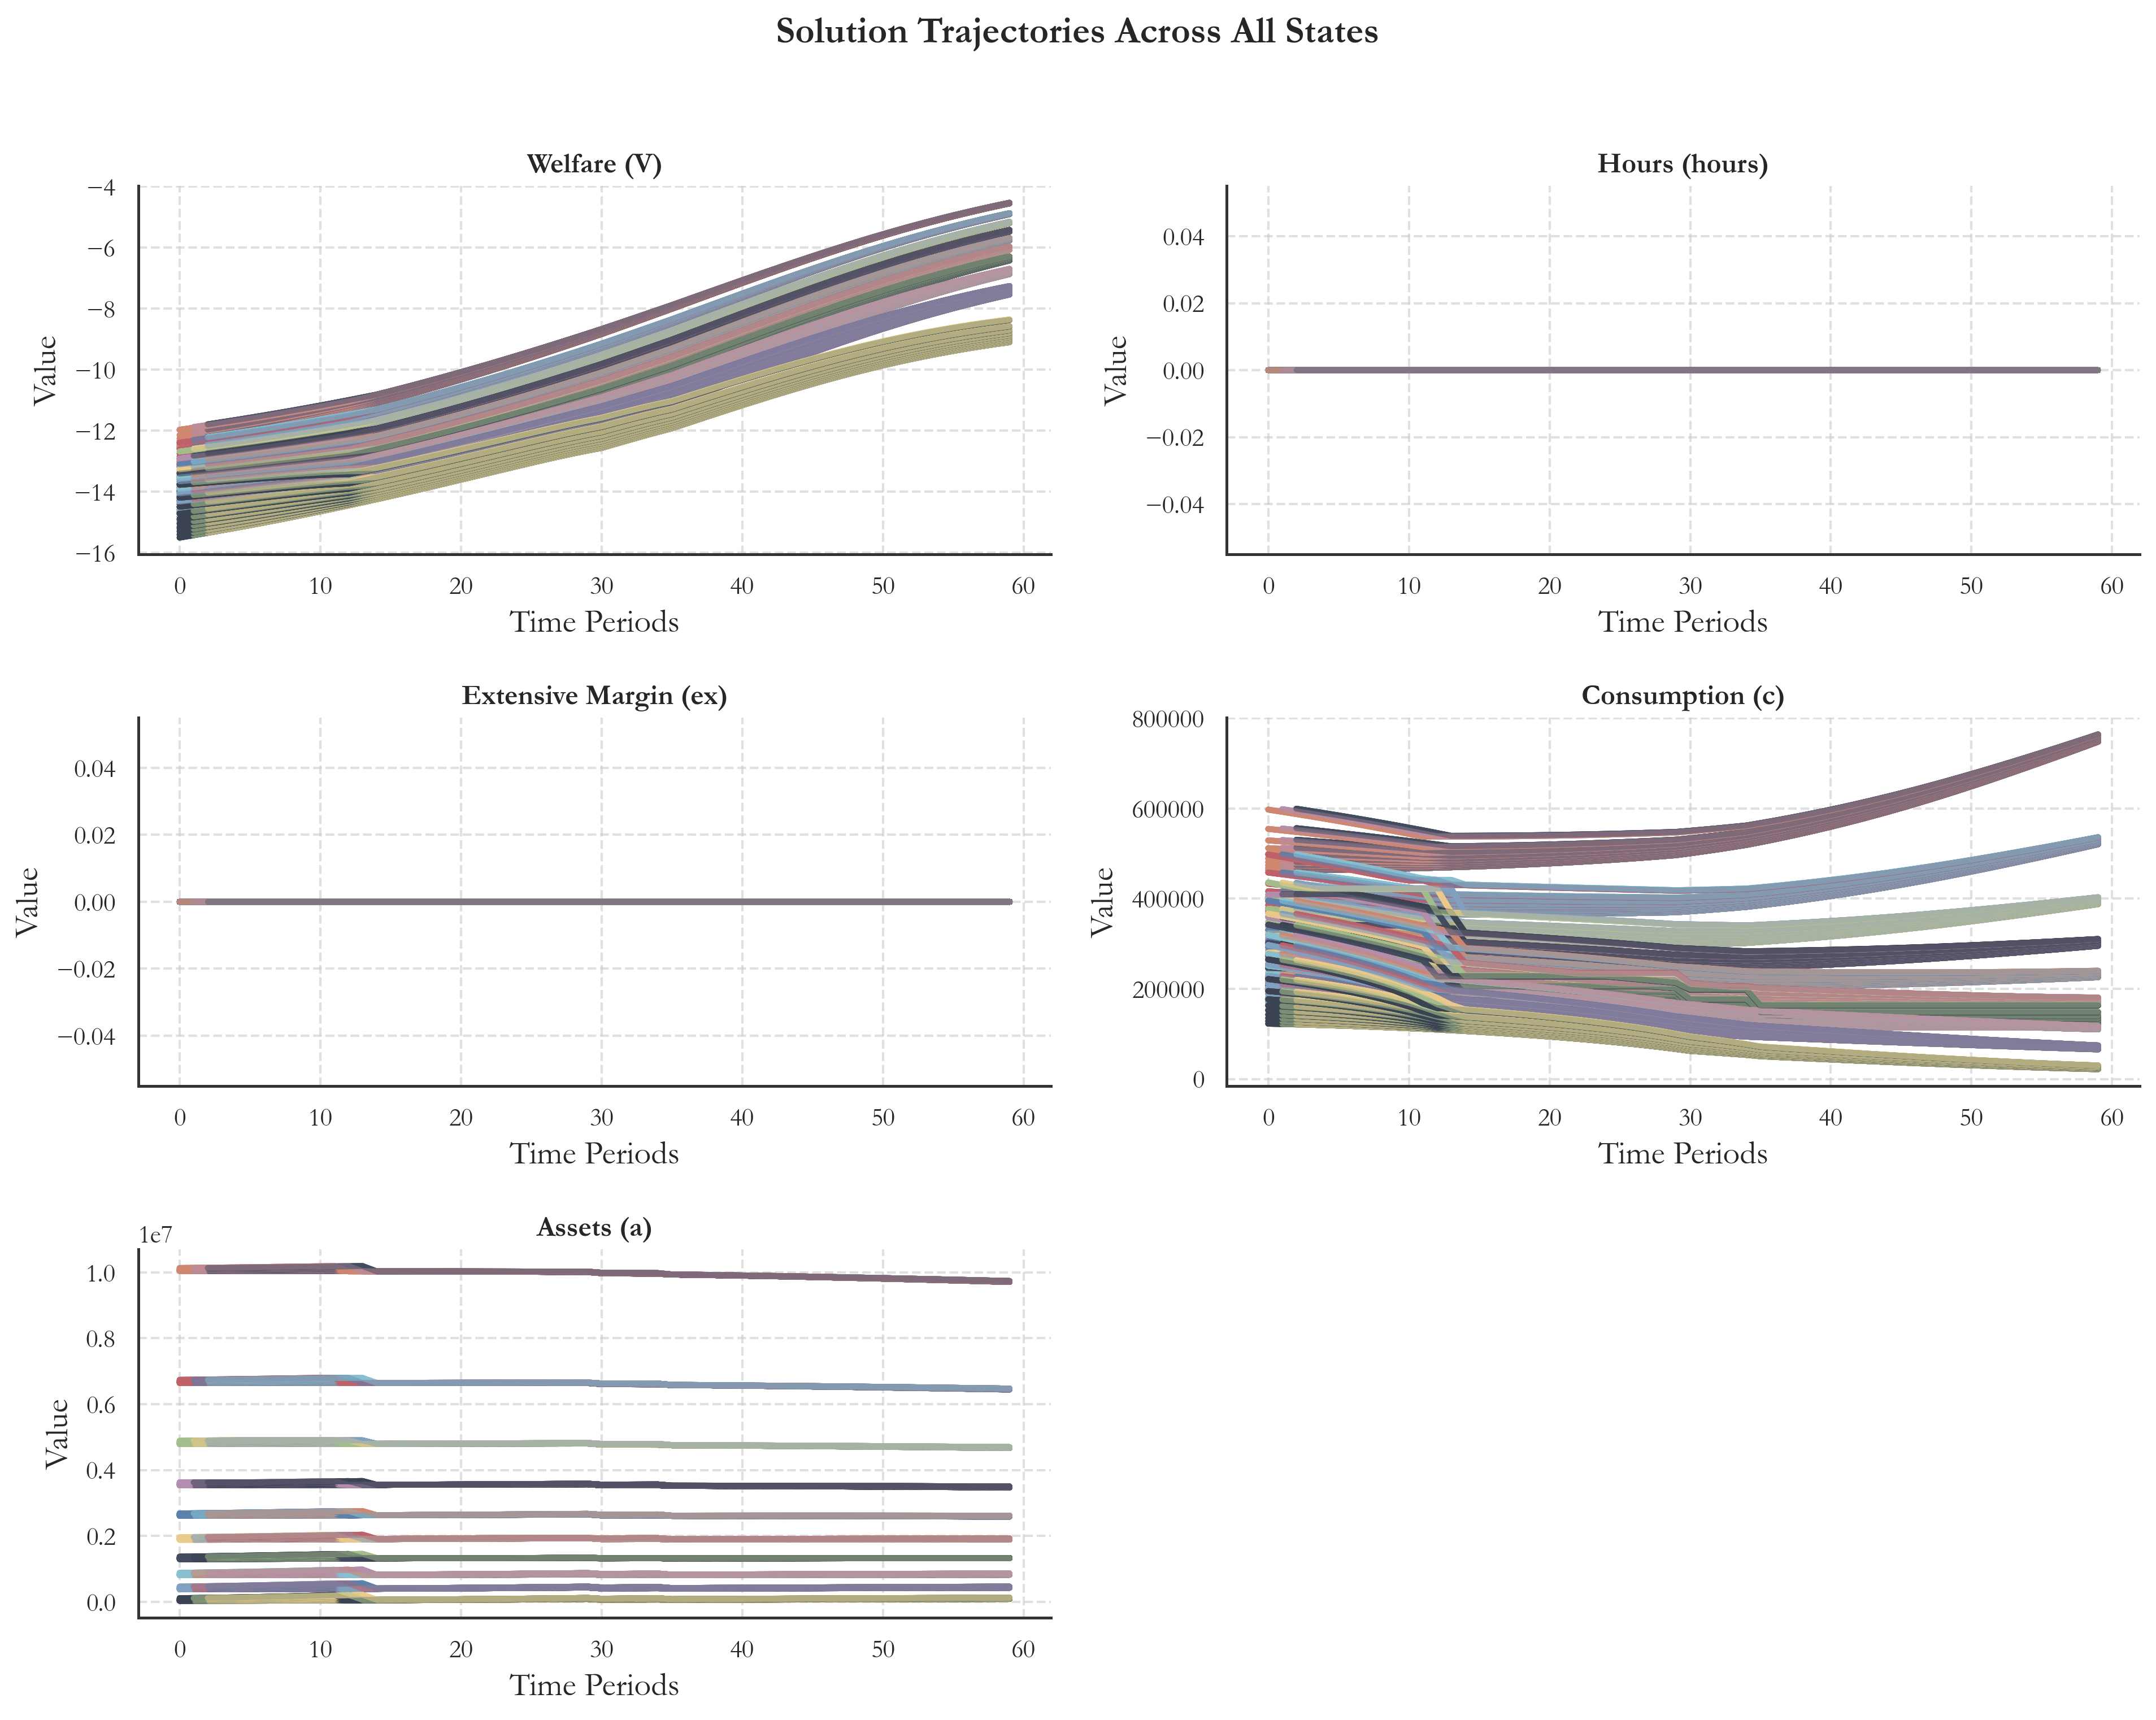 Solution Trajectories Across All States
Welfare (V)
Value
−4
−6
−8
−10
−12
−14
−16
0 10 20 30 40 50 60
Time Periods
Hours (hours)
Value
0.04
0.02
0.00
−0.02
−0.04
0 10 20 30 40 50 60
Time Periods
Extensive Margin (ex)
Value
0.04
0.02
0.00
−0.02
−0.04
0 10 20 30 40 50 60
Time Periods
Consumption (c)
Value
800000
600000
400000
200000
0
0 10 20 30 40 50 60
Time Periods
Assets (a)
1e7
Value
1.0
0.8
0.6
0.4
0.2
0.0
0 10 20 30 40 50 60
Time Periods